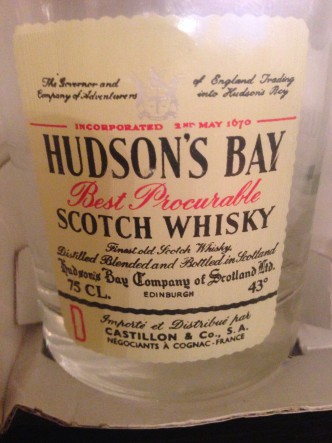 The Governor and of England Trading
Company of Adventurers into Hudson's Bay
INCORPORATED 2ND MAY 1670
HUDSON'S BAY
Best Procurable
SCOTCH WHISKY
Finest old Scotch Whisky.
Distilled Blended and Bottled in Scotland
Hudson's Bay Company of Scotland Ltd.
75 CL. EDINBURGH 43°
D
Importé et Distribué par
CASTILLON & Co., S.A.
NÉGOCIANTS À COGNAC-FRANCE